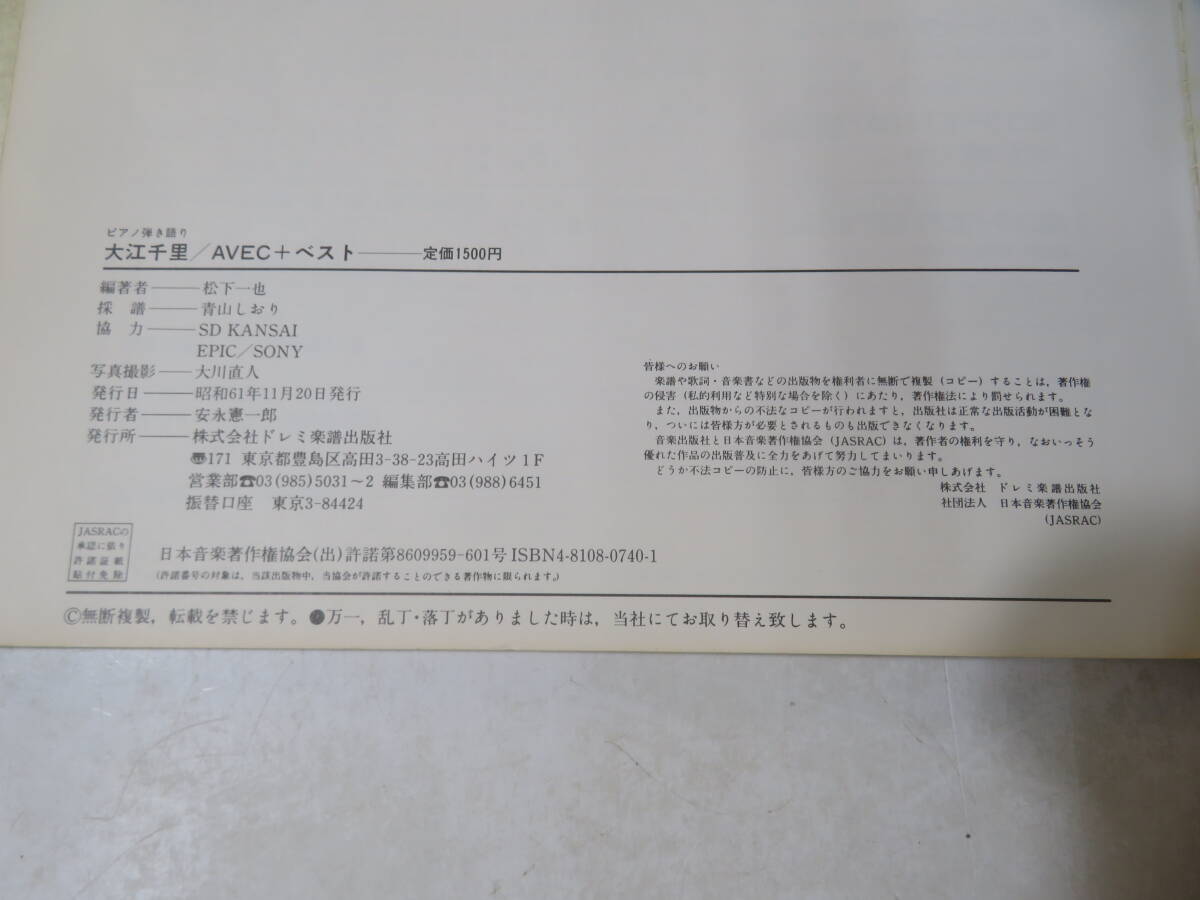 ピアノ弾き語り
大江千里/AVEC+ベスト――定価1500円
編著者――松下一也
採 譜――青山しおり
協 力――SD KANSAI
EPIC/SONY
写真撮影――大川直人
発行日――昭和61年11月20日発行
発行者――安永憲一郎
発行所――株式会社ドレミ楽譜出版社
〠171 東京都豊島区高田3-38-23高田ハイツ1F
営業部☎03(985)5031〜2 編集部☎03(988)6451
振替口座 東京3-84424
皆様へのお願い
楽譜や歌詞・音楽書などの出版物を権利者に無断で複製(コピー)することは,著作権
の侵害(私的利用など特別な場合を除く)にあたり,著作権法により罰せられます。
また,出版物からの不法なコピーが行われますと,出版社は正常な出版活動が困難とな
り,ついには皆様方が必要とされるものも出版できなくなります。
音楽出版社と日本音楽著作権協会(JASRAC)は,著作者の権利を守り,なおいっそう
優れた作品の出版普及に全力をあげて努力してまいります。
どうか不法コピーの防止に,皆様方のご協力をお願い申しあげます。
株式会社 ドレミ楽譜出版社
社団法人 日本音楽著作権協会
(JASRAC)
JASRACの
承認に依り
許諾証紙
貼付免除
日本音楽著作権協会(出)許諾第8609959-601号 ISBN4-8108-0740-1
(許諾番号の対象は,当該出版物中,当協会が許諾することのできる著作物に限られます。)
Ⓒ無断複製,転載を禁じます。●万一,乱丁・落丁がありました時は,当社にてお取り替え致します。